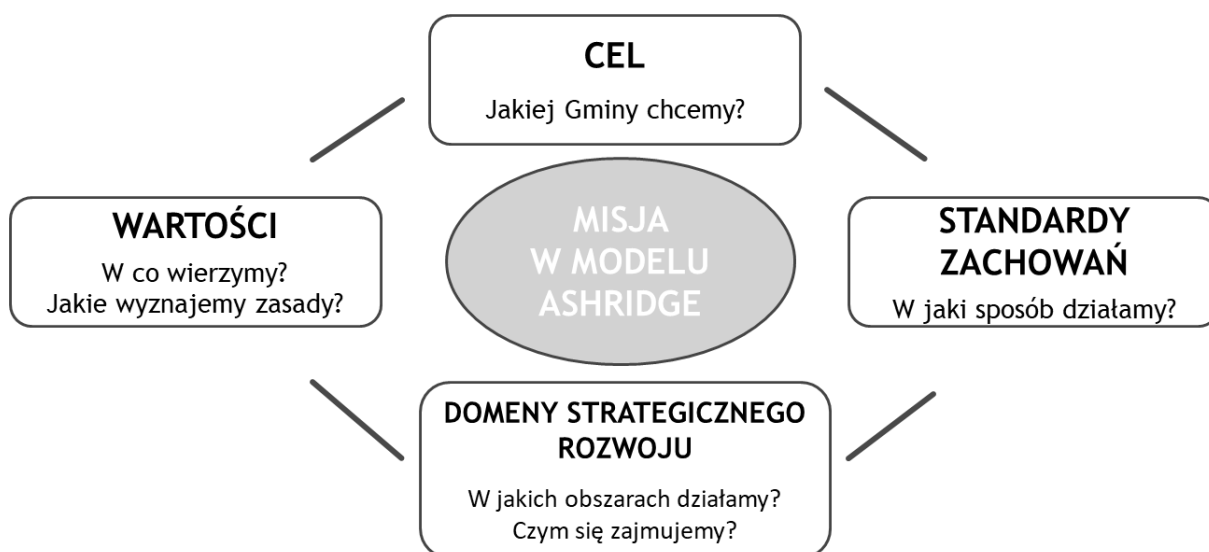 CEL
Jakiej Gminy chcemy?
WARTOŚCI
W co wierzymy?
Jakie wyznajemy zasady?
MISJA
W MODELU
ASHRIDGE
STANDARDY
ZACHOWAŃ
W jaki sposób działamy?
DOMENY STRATEGICZNEGO
ROZWOJU
W jakich obszarach działamy?
Czym się zajmujemy?